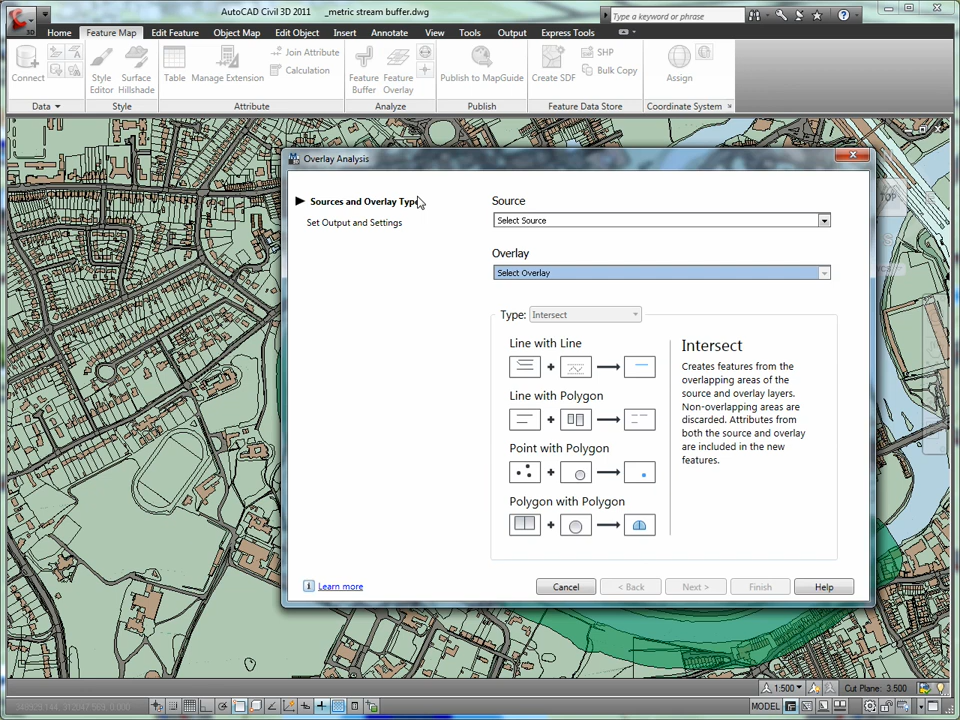 AutoCAD Civil 3D 2011 _metric stream buffer.dwg
Type a keyword or phrase
3D
Home Feature Map Edit Feature Object Map Edit Object Insert Annotate View Tools Output Express Tools
Connect
Style Editor
Surface Hillshade
Table
Manage Extension
Join Attribute
Calculation
Feature Buffer
Feature Overlay
Publish to MapGuide
Create SDF
SHP
Bulk Copy
Assign
Data Style Attribute Analyze Publish Feature Data Store Coordinate System
Overlay Analysis
Sources and Overlay Type
Set Output and Settings
Source
Select Source
Overlay
Select Overlay
Type: Intersect
Line with Line
Line with Polygon
Point with Polygon
Polygon with Polygon
Intersect
Creates features from the
overlapping areas of the
source and overlay layers.
Non-overlapping areas are
discarded. Attributes from
both the source and overlay
are included in the new
features.
TOP
S
Learn more
Cancel
< Back
Next >
Finish
Help
1:500
Cut Plane: 3.500
MODEL